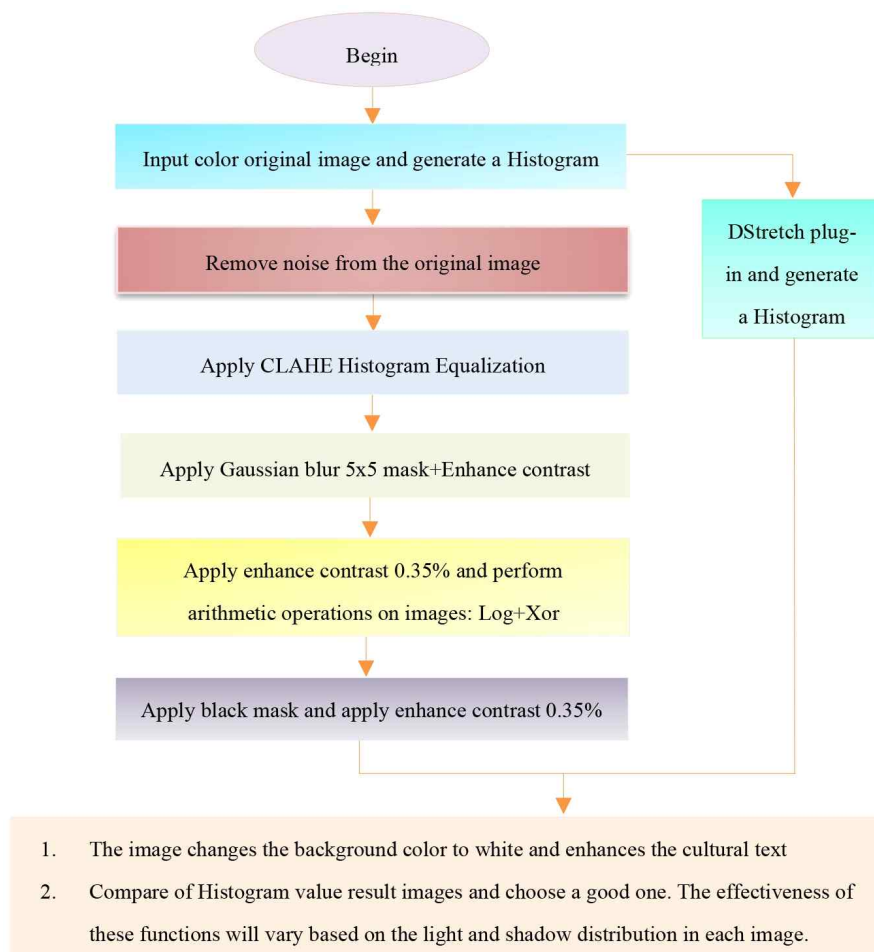 Begin
Input color original image and generate a Histogram
Remove noise from the original image
DStretch plug-
in and generate
a Histogram
Apply CLAHE Histogram Equalization
Apply Gaussian blur 5x5 mask+Enhance contrast
Apply enhance contrast 0.35% and perform
arithmetic operations on images: Log+Xor
Apply black mask and apply enhance contrast 0.35%
1. The image changes the background color to white and enhances the cultural text
2. Compare of Histogram value result images and choose a good one. The effectiveness of
these functions will vary based on the light and shadow distribution in each image.